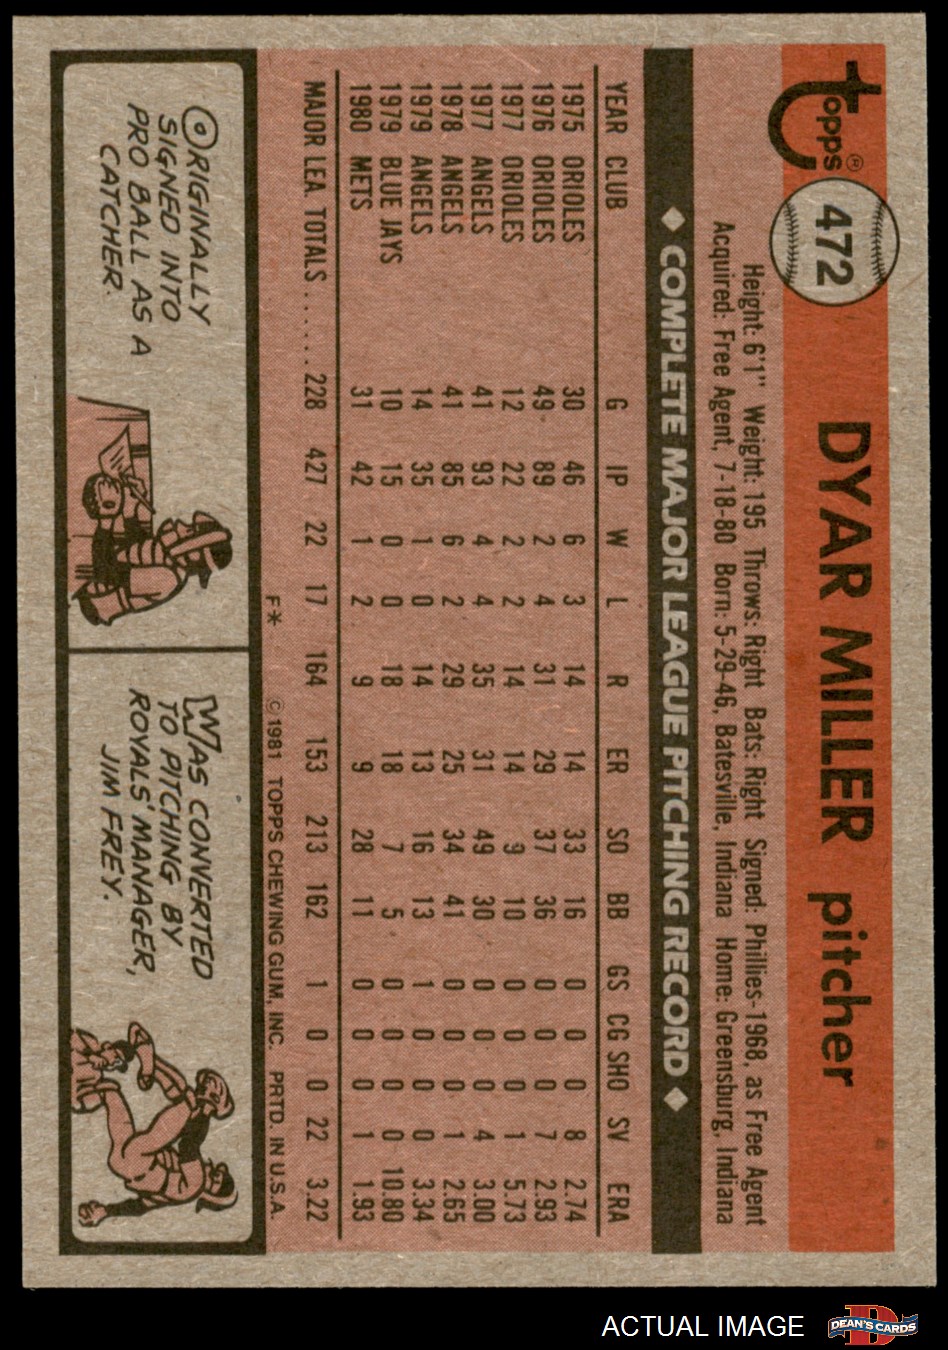 topps® 472 DYAR MILLER pitcher
Height: 6'1" Weight: 195 Throws: Right Bats: Right Signed: Phillies-1968, as Free Agent
Acquired: Free Agent, 7-18-80 Born: 5-29-46, Batesville, Indiana Home: Greensburg, Indiana
◆ COMPLETE MAJOR LEAGUE PITCHING RECORD ◆
YEAR CLUB G IP W L R ER SO BB GS CG SHO SV ERA
1975 ORIOLES 30 46 6 3 14 14 33 16 0 0 0 8 2.74
1976 ORIOLES 49 89 2 4 31 29 37 36 0 0 0 7 2.93
1977 ORIOLES 12 22 2 2 14 14 9 10 0 0 0 1 5.73
1977 ANGELS 41 93 4 4 35 31 49 30 0 0 0 4 3.00
1978 ANGELS 41 85 6 2 29 25 34 41 0 0 0 1 2.65
1979 ANGELS 14 35 1 0 14 13 16 13 1 0 0 0 3.34
1979 BLUE JAYS 10 15 0 0 18 18 7 5 0 0 0 0 10.80
1980 METS 31 42 1 2 9 9 28 11 0 0 0 1 1.93
MAJOR LEA. TOTALS ..... 228 427 22 17 164 153 213 162 1 0 0 22 3.22
F* © 1981 TOPPS CHEWING GUM, INC. PRTD. IN U.S.A.
ORIGINALLY
SIGNED INTO
PRO BALL AS A
CATCHER.
WAS CONVERTED
TO PITCHING BY
ROYALS' MANAGER,
JIM FREY.
ACTUAL IMAGE
D
DEAN'S CARDS